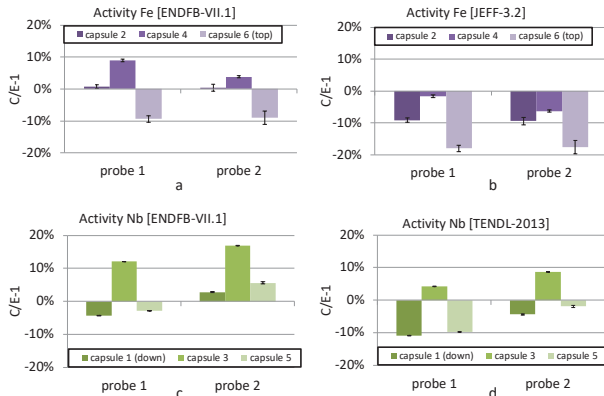 Activity Fe [ENDFB-VII.1]
capsule 2 capsule 4 capsule 6 (top)
20%
10%
0%
-10%
-20%
C/E-1
probe 1 probe 2
a
Activity Fe [JEFF-3.2]
capsule 2 capsule 4 capsule 6 (top)
20%
10%
0%
-10%
-20%
C/E-1
probe 1 probe 2
b
Activity Nb [ENDFB-VII.1]
20%
10%
0%
-10%
-20%
C/E-1
capsule 1 (down) capsule 3 capsule 5
probe 1 probe 2
c
Activity Nb [TENDL-2013]
20%
10%
0%
-10%
-20%
C/E-1
capsule 1 (down) capsule 3 capsule 5
probe 1 probe 2
d